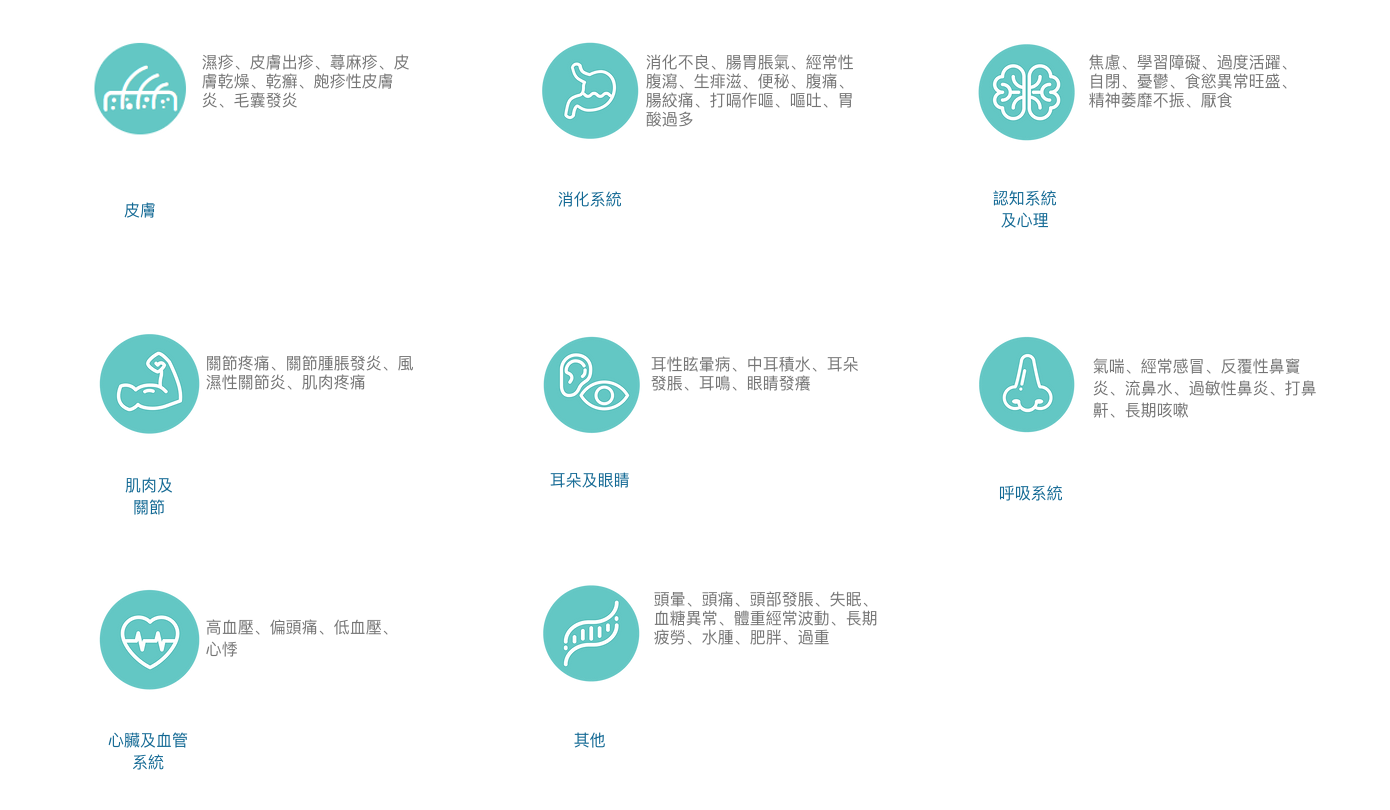 濕疹、皮膚出疹、蕁麻疹、皮
膚乾燥、乾癬、皰疹性皮膚
炎、毛囊發炎
皮膚
消化不良、腸胃脹氣、經常性
腹瀉、生痱滋、便秘、腹痛、
腸絞痛、打嗝作嘔、嘔吐、胃
酸過多
消化系統
焦慮、學習障礙、過度活躍、
自閉、憂鬱、食慾異常旺盛、
精神萎靡不振、厭食
認知系統
及心理
關節疼痛、關節腫脹發炎、風
濕性關節炎、肌肉疼痛
肌肉及
關節
耳性眩暈病、中耳積水、耳朵
發脹、耳鳴、眼睛發癢
耳朵及眼睛
氣喘、經常感冒、反覆性鼻竇
炎、流鼻水、過敏性鼻炎、打鼻
鼾、長期咳嗽
呼吸系統
高血壓、偏頭痛、低血壓、
心悸
心臟及血管
系統
頭暈、頭痛、頭部發脹、失眠、
血糖異常、體重經常波動、長期
疲勞、水腫、肥胖、過重
其他